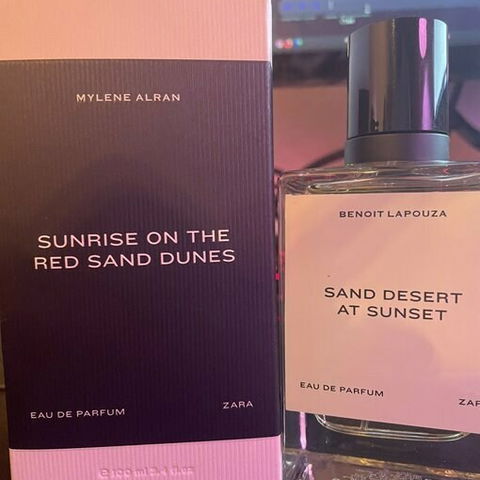 MYLENE ALRAN
SUNRISE ON THE
RED SAND DUNES
EAU DE PARFUM
ZARA
BENOIT LAPOUZA
SAND DESERT
AT SUNSET
EAU DE PARFUM